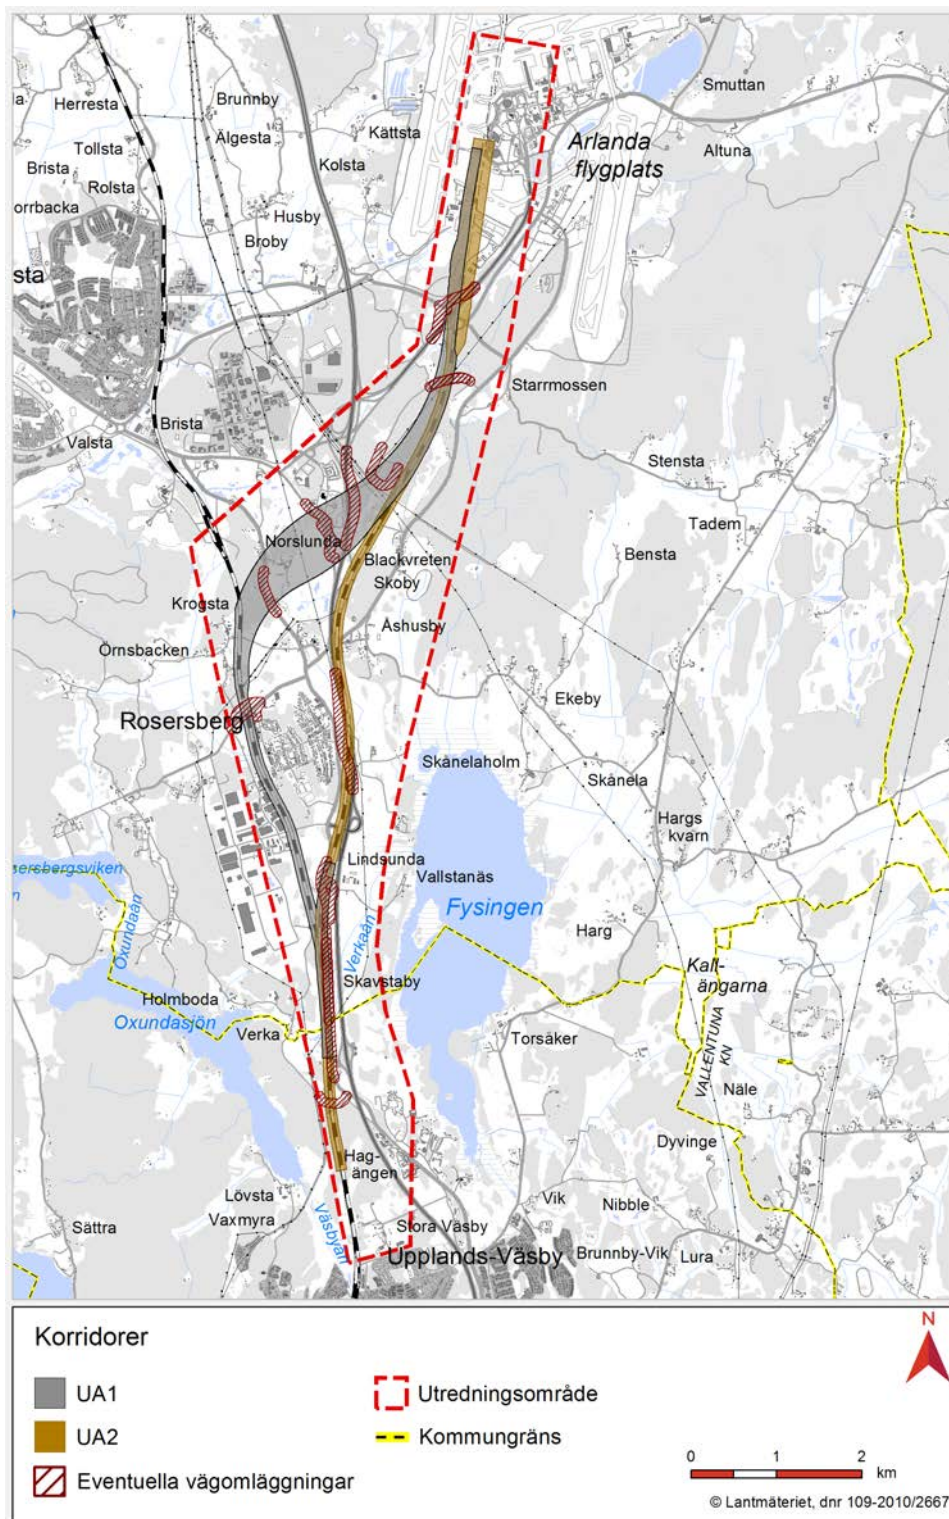 Smuttan
Herresta
Brunnby
Kättsta
Tollsta
Älgesta
Arlanda
flygplats
Altuna
Brista
Kolsta
Rolsta
orrbacka
Husby
Broby
sta
Starrmossen
Brista
Valsta
Stensta
Tadem
Norslunda
Blackvreten
Bensta
Skoby
Krogsta
Åshusby
Örnsbacken
Ekeby
Rosersberg
Skånelaholm
Skånela
Hargs
kvarn
Lindsunda
ersbergsviken
Vallstanäs
n
Fysingen
Oxundaån
Verkaån
Harg
Skavstaby
Kall-
ängarna
Holmboda
Oxundasjön
Verka
Torsåker
VALLENTUNA
KN
Näle
Dyvinge
Hag-
ängen
Lövsta
Vik
Nibble
Vaxmyra
Väsbyån
Sättra
Stora Väsby
Upplands-Väsby
Brunnby-Vik
Lura
Korridorer
N
UA1
Utredningsområde
UA2
Kommungräns
Eventuella vägomläggningar
0 1 2
km
© Lantmäteriet, dnr 109-2010/2667